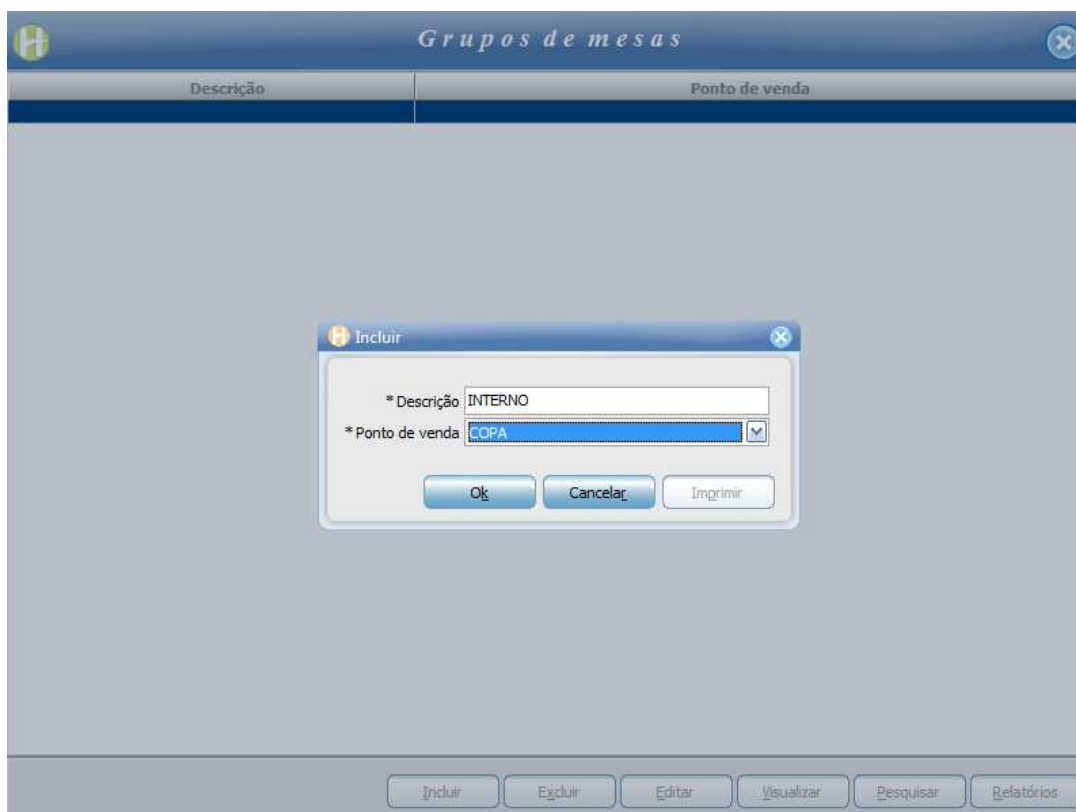 H
Grupos de mesas
Descrição Ponto de venda
H Incluir
* Descrição INTERNO
* Ponto de venda COPA
Ok Cancelar Imprimir
Incluir Excluir Editar Visualizar Pesquisar Relatórios